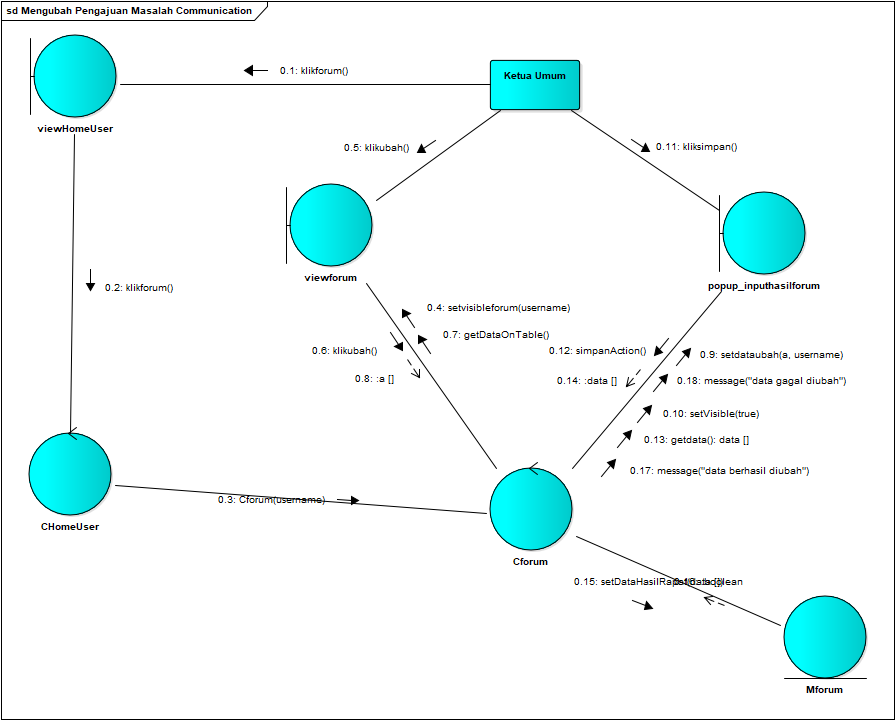 sd Mengubah Pengajuan Masalah Communication
0.1: klikforum()
Ketua Umum
viewHomeUser
0.5: klikubah()
0.11: kliksimpan()
viewforum
popup_inputhasilforum
0.2: klikforum()
0.4: setvisibleforum(username)
0.7: getDataOnTable()
0.6: klikubah()
0.12: simpanAction()
0.9: setdataubah(a, username)
0.8: :a []
0.14: :data []
0.18: message("data gagal diubah")
0.10: setVisible(true)
0.13: getdata(): data []
0.17: message("data berhasil diubah")
0.3: Cforum(username)
CHomeUser
Cforum
0.15: setDataHasilRapat(data []) 
Mforum